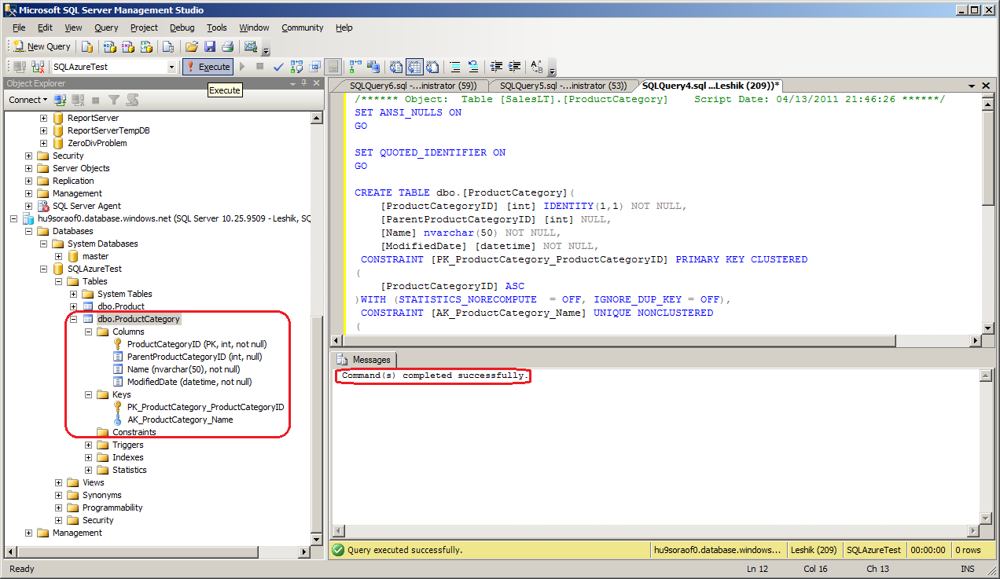 Microsoft SQL Server Management Studio
File Edit View Query Project Debug Tools Window Community Help
New Query
SQLAzureTest Execute
Object Explorer
Execute
Connect
ReportServer
ReportServerTempDB
ZeroDivProblem
Security
Server Objects
Replication
Management
SQL Server Agent
hu9soraof0.database.windows.net (SQL Server 10.25.9509 - Leshik, SQ
Databases
System Databases
master
SQLAzureTest
Tables
System Tables
dbo.Product
dbo.ProductCategory
Columns
ProductCategoryID (PK, int, not null)
ParentProductCategoryID (int, null)
Name (nvarchar(50), not null)
ModifiedDate (datetime, not null)
Keys
PK_ProductCategory_ProductCategoryID
AK_ProductCategory_Name
Constraints
Triggers
Indexes
Statistics
Views
Synonyms
Programmability
Security
Management
SQLQuery6.sql -...inistrator (59)) SQLQuery5.sql -...inistrator (53)) SQLQuery4.sql ...Leshik (209))*
/****** Object:  Table [SalesLT].[ProductCategory]    Script Date: 04/13/2011 21:46:26 ******/
SET ANSI_NULLS ON
GO
SET QUOTED_IDENTIFIER ON
GO
CREATE TABLE dbo.[ProductCategory](
[ProductCategoryID] [int] IDENTITY(1,1) NOT NULL,
[ParentProductCategoryID] [int] NULL,
[Name] nvarchar(50) NOT NULL,
[ModifiedDate] [datetime] NOT NULL,
CONSTRAINT [PK_ProductCategory_ProductCategoryID] PRIMARY KEY CLUSTERED
(
[ProductCategoryID] ASC
)WITH (STATISTICS_NORECOMPUTE  = OFF, IGNORE_DUP_KEY = OFF),
CONSTRAINT [AK_ProductCategory_Name] UNIQUE NONCLUSTERED
(
Messages
Command(s) completed successfully.
Query executed successfully. hu9soraof0.database.windows... Leshik (209) SQLAzureTest 00:00:00 0 rows
Ready Ln 12 Col 16 Ch 13 INS